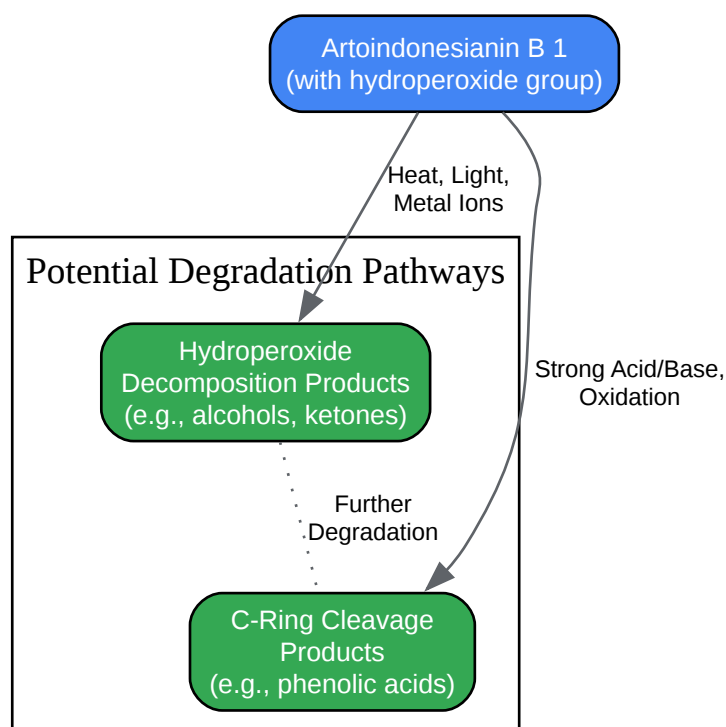 Artoindonesianin B 1
(with hydroperoxide group)
Heat, Light,
Metal Ions
Potential Degradation Pathways
Hydroperoxide
Decomposition Products
(e.g., alcohols, ketones)
Strong Acid/Base,
Oxidation
Further
Degradation
C-Ring Cleavage
Products
(e.g., phenolic acids)